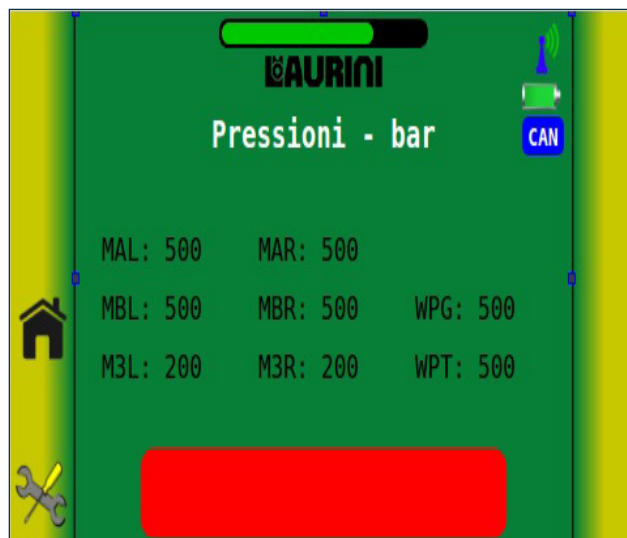 LAURINI
Pressioni - bar
CAN
MAL: 500 MAR: 500
MBL: 500 MBR: 500 WPG: 500
M3L: 200 M3R: 200 WPT: 500